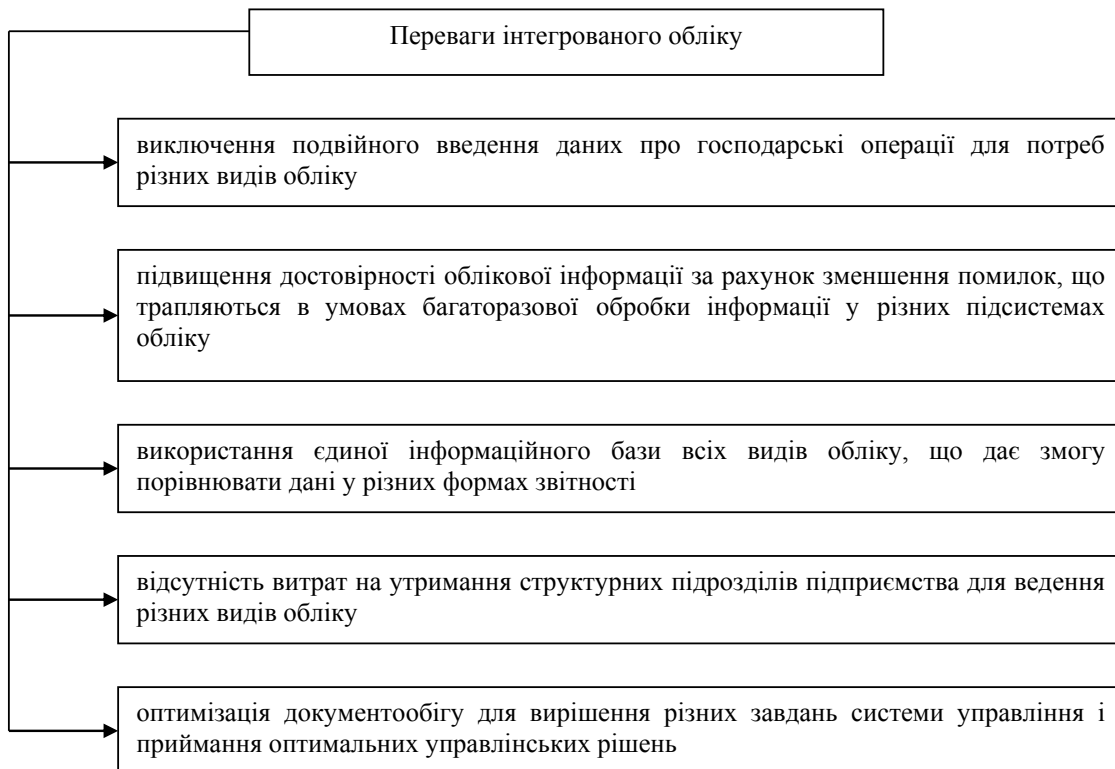 Переваги інтегрованого обліку
виключення подвійного введення даних про господарські операції для потреб
різних видів обліку
підвищення достовірності облікової інформації за рахунок зменшення помилок, що
трапляються в умовах багаторазової обробки інформації у різних підсистемах
обліку
використання єдиної інформаційного бази всіх видів обліку, що дає змогу
порівнювати дані у різних формах звітності
відсутність витрат на утримання структурних підрозділів підприємства для ведення
різних видів обліку
оптимізація документообігу для вирішення різних завдань системи управління і
приймання оптимальних управлінських рішень